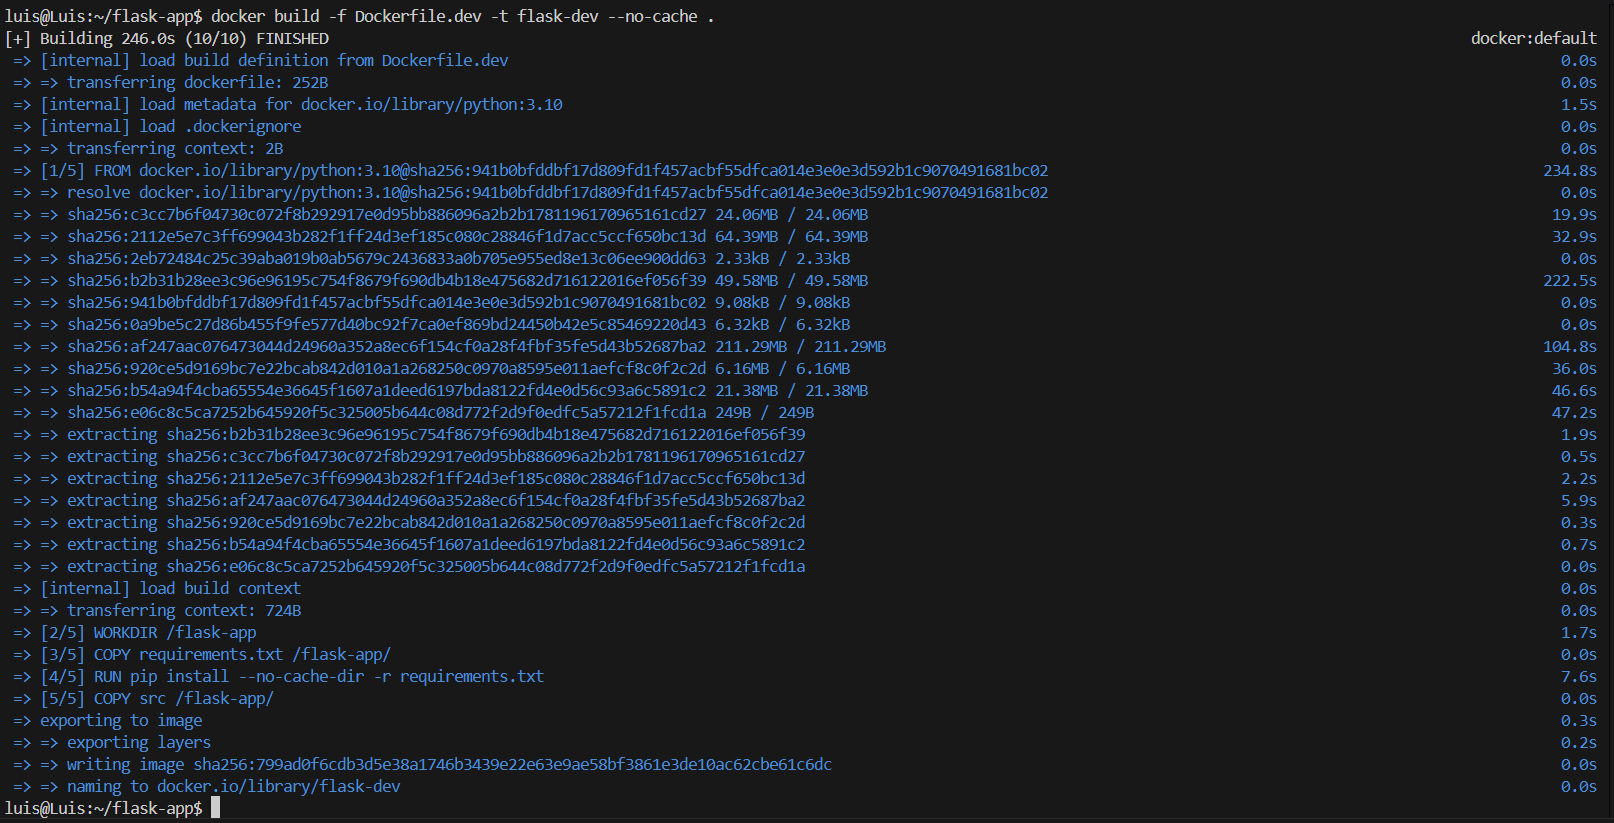 luis@Luis:~/flask-app$ docker build -f Dockerfile.dev -t flask-dev --no-cache .
[+] Building 246.0s (10/10) FINISHED docker:default
=> [internal] load build definition from Dockerfile.dev 0.0s
=> => transferring dockerfile: 252B 0.0s
=> [internal] load metadata for docker.io/library/python:3.10 1.5s
=> [internal] load .dockerignore 0.0s
=> => transferring context: 2B 0.0s
=> [1/5] FROM docker.io/library/python:3.10@sha256:941b0bfddbf17d809fd1f457acbf55dfca014e3e0e3d592b1c9070491681bc02 234.8s
=> => resolve docker.io/library/python:3.10@sha256:941b0bfddbf17d809fd1f457acbf55dfca014e3e0e3d592b1c9070491681bc02 0.0s
=> => sha256:c3cc7b6f04730c072f8b292917e0d95bb886096a2b2b1781196170965161cd27 24.06MB / 24.06MB 19.9s
=> => sha256:2112e5e7c3ff699043b282f1ff24d3ef185c080c28846f1d7acc5ccf650bc13d 64.39MB / 64.39MB 32.9s
=> => sha256:2eb72484c25c39aba019b0ab5679c2436833a0b705e955ed8e13c06ee900dd63 2.33kB / 2.33kB 0.0s
=> => sha256:b2b31b28ee3c96e96195c754f8679f690db4b18e475682d716122016ef056f39 49.58MB / 49.58MB 222.5s
=> => sha256:941b0bfddbf17d809fd1f457acbf55dfca014e3e0e3d592b1c9070491681bc02 9.08kB / 9.08kB 0.0s
=> => sha256:0a9be5c27d86b455f9fe577d40bc92f7ca0ef869bd24450b42e5c85469220d43 6.32kB / 6.32kB 0.0s
=> => sha256:af247aac076473044d24960a352a8ec6f154cf0a28f4fbf35fe5d43b52687ba2 211.29MB / 211.29MB 104.8s
=> => sha256:920ce5d9169bc7e22bcab842d010a1a268250c0970a8595e011aefcf8c0f2c2d 6.16MB / 6.16MB 36.0s
=> => sha256:b54a94f4cba65554e36645f1607a1deed6197bda8122fd4e0d56c93a6c5891c2 21.38MB / 21.38MB 46.6s
=> => sha256:e06c8c5ca7252b645920f5c325005b644c08d772f2d9f0edfc5a57212f1fcd1a 249B / 249B 47.2s
=> => extracting sha256:b2b31b28ee3c96e96195c754f8679f690db4b18e475682d716122016ef056f39 1.9s
=> => extracting sha256:c3cc7b6f04730c072f8b292917e0d95bb886096a2b2b1781196170965161cd27 0.5s
=> => extracting sha256:2112e5e7c3ff699043b282f1ff24d3ef185c080c28846f1d7acc5ccf650bc13d 2.2s
=> => extracting sha256:af247aac076473044d24960a352a8ec6f154cf0a28f4fbf35fe5d43b52687ba2 5.9s
=> => extracting sha256:920ce5d9169bc7e22bcab842d010a1a268250c0970a8595e011aefcf8c0f2c2d 0.3s
=> => extracting sha256:b54a94f4cba65554e36645f1607a1deed6197bda8122fd4e0d56c93a6c5891c2 0.7s
=> => extracting sha256:e06c8c5ca7252b645920f5c325005b644c08d772f2d9f0edfc5a57212f1fcd1a 0.0s
=> [internal] load build context 0.0s
=> => transferring context: 724B 0.0s
=> [2/5] WORKDIR /flask-app 1.7s
=> [3/5] COPY requirements.txt /flask-app/ 0.0s
=> [4/5] RUN pip install --no-cache-dir -r requirements.txt 7.6s
=> [5/5] COPY src /flask-app/ 0.0s
=> exporting to image 0.3s
=> => exporting layers 0.2s
=> => writing image sha256:799ad0f6cdb3d5e38a1746b3439e22e63e9ae58bf3861e3de10ac62cbe61c6dc 0.0s
=> => naming to docker.io/library/flask-dev 0.0s
luis@Luis:~/flask-app$